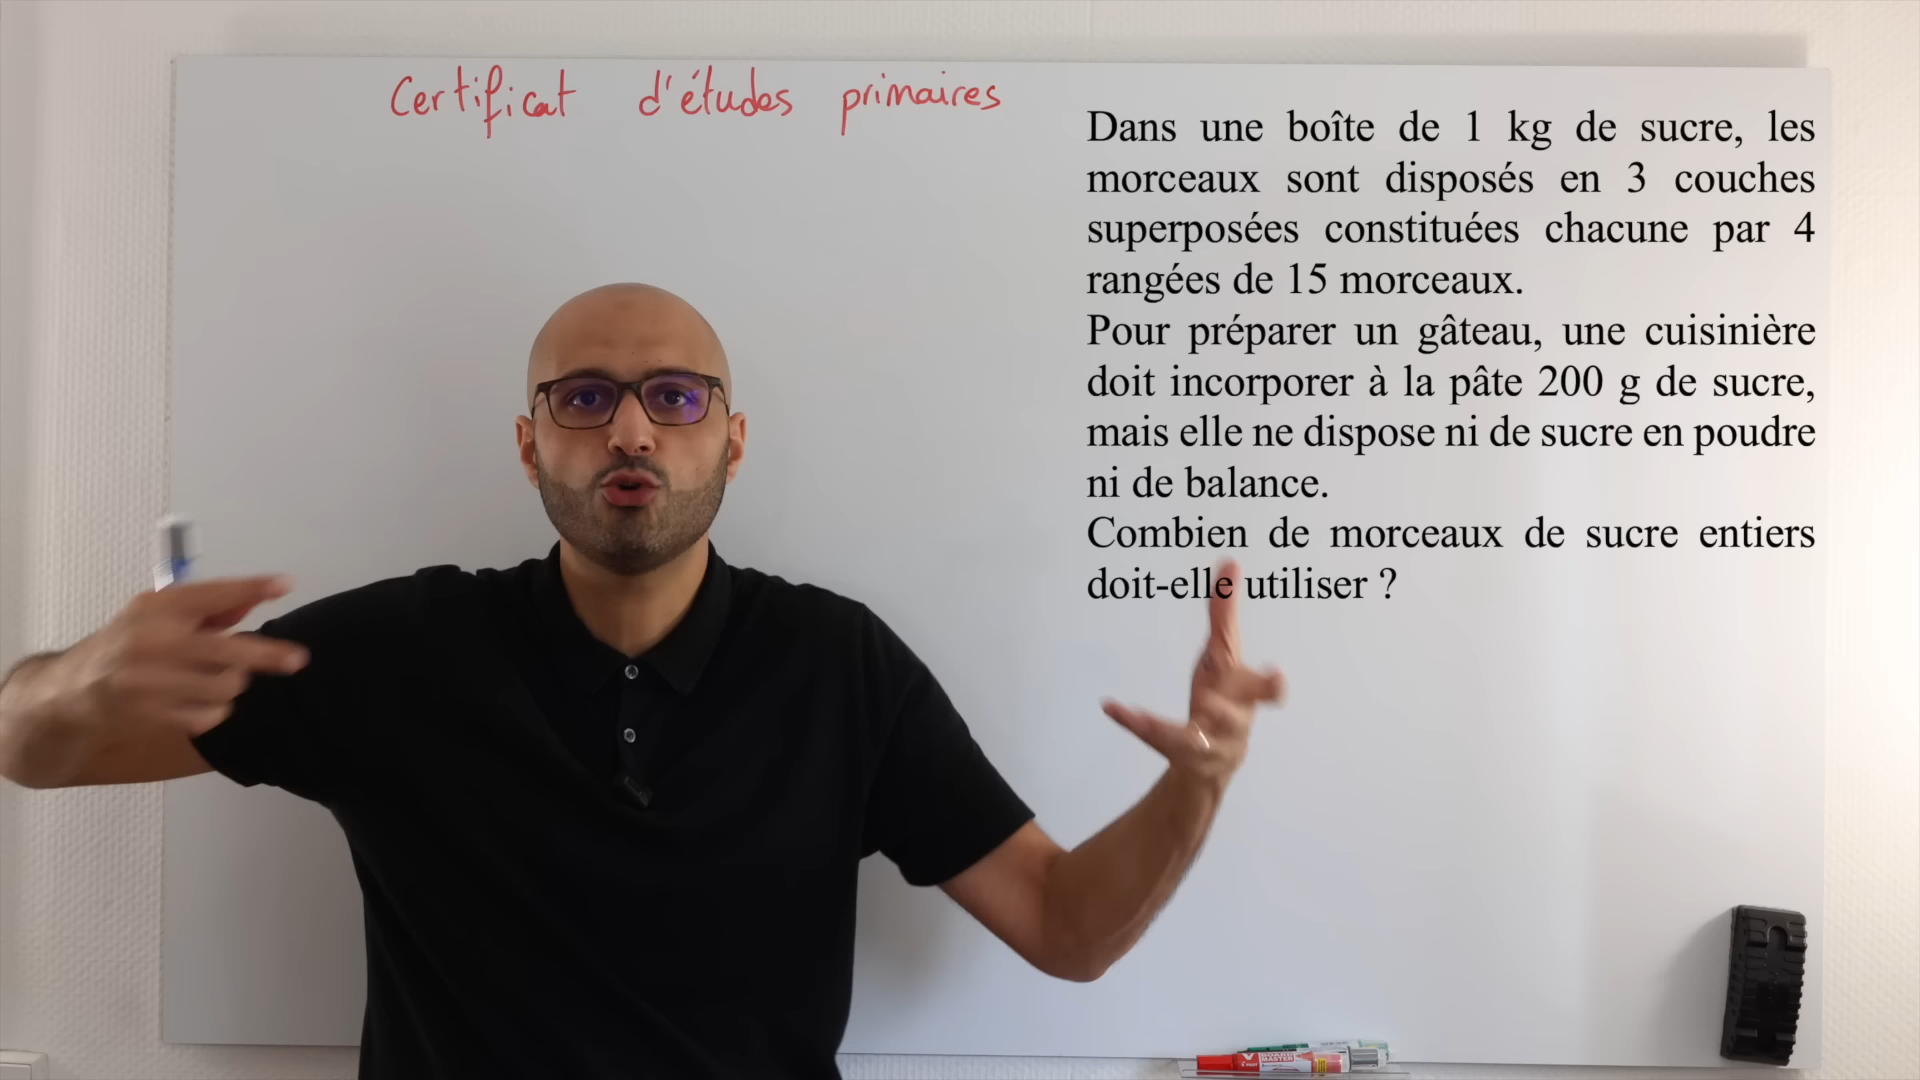 Certificat d'études primaires
Dans une boîte de 1 kg de sucre, les
morceaux sont disposés en 3 couches
superposées constituées chacune par 4
rangées de 15 morceaux.
Pour préparer un gâteau, une cuisinière
doit incorporer à la pâte 200 g de sucre,
mais elle ne dispose ni de sucre en poudre
ni de balance.
Combien de morceaux de sucre entiers
doit-elle utiliser ?
BOARD
MASTER